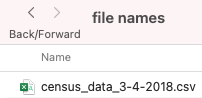 file names
Back/Forward
Name
census_data_3-4-2018.csv